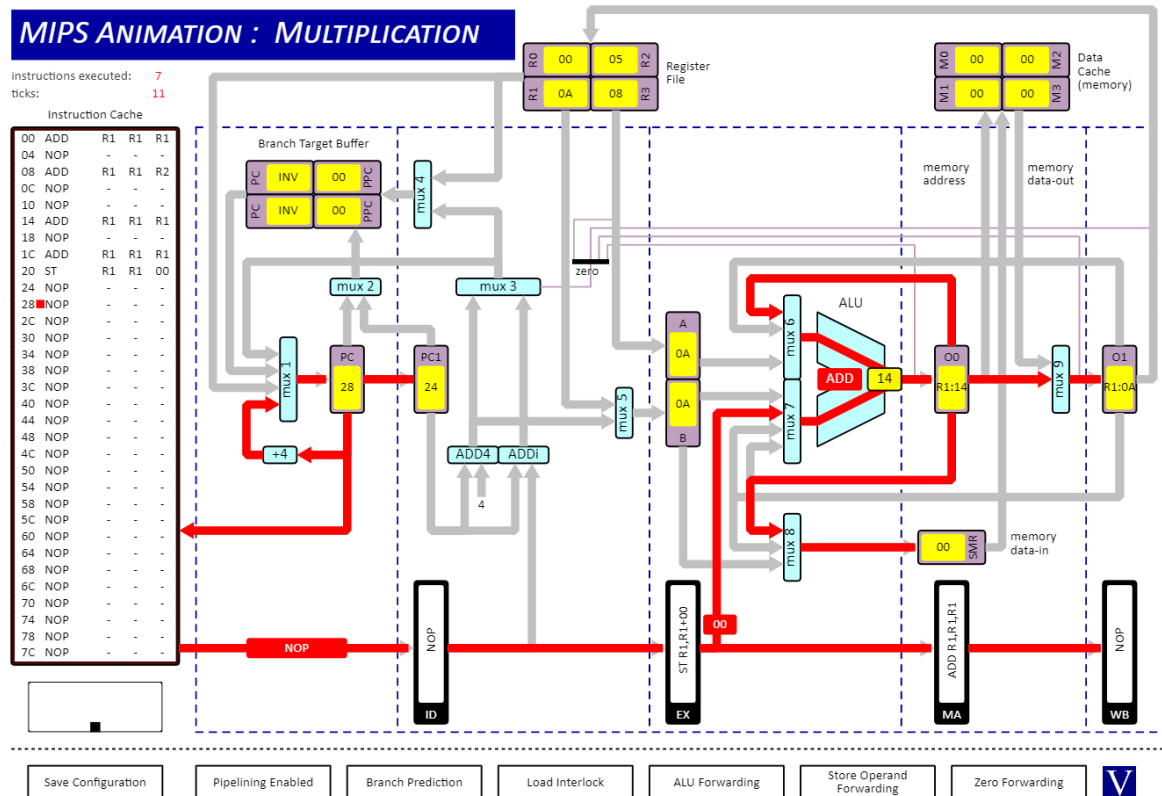 MIPS ANIMATION : MULTIPLICATION
instructions executed: 7
ticks: 11
Instruction Cache
00 ADD R1 R1 R1
04 NOP - - -
08 ADD R1 R1 R2
0C NOP - - -
10 NOP - - -
14 ADD R1 R1 R1
18 NOP - - -
1C ADD R1 R1 R1
20 ST R1 R1 00
24 NOP - - -
28 NOP - - -
2C NOP - - -
30 NOP - - -
34 NOP - - -
38 NOP - - -
3C NOP - - -
40 NOP - - -
44 NOP - - -
48 NOP - - -
4C NOP - - -
50 NOP - - -
54 NOP - - -
58 NOP - - -
5C NOP - - -
60 NOP - - -
64 NOP - - -
68 NOP - - -
6C NOP - - -
70 NOP - - -
74 NOP - - -
78 NOP - - -
7C NOP - - -
R0 00 05 R2
R1 0A 08 R3
Register
File
M0 00 00 M2
M1 00 00 M3
Data
Cache
(memory)
Branch Target Buffer
PC INV 00 PPC
PC INV 00 PPC
mux 4
memory
address
memory
data-out
zero
mux 2
mux 3
mux 1
PC
28
PC1
24
+4
ADD4
ADDi
4
mux 5
A
0A
0A
B
mux 6
mux 7
ALU
ADD
14
O0
R1:14
mux 9
O1
R1:0A
mux 8
00
SMR
memory
data-in
NOP
NOP
ID
ST R1,R1+00
EX
00
ADD R1,R1,R1
MA
NOP
WB
Save Configuration
Pipelining Enabled
Branch Prediction
Load Interlock
ALU Forwarding
Store Operand
Forwarding
Zero Forwarding
V